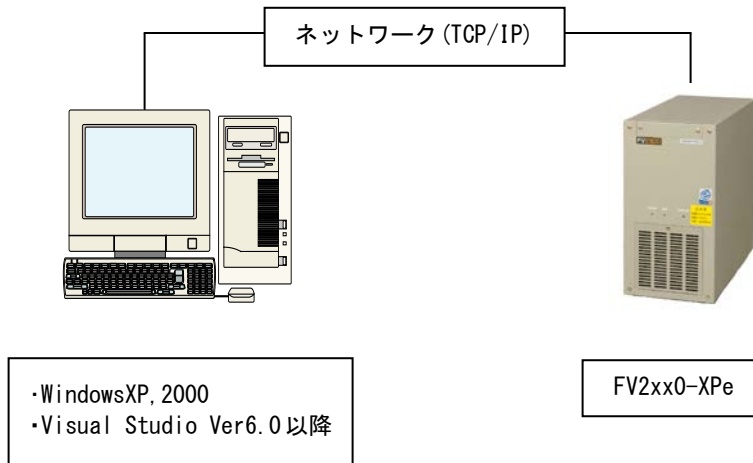 ネットワーク(TCP/IP)
・WindowsXP,2000
・Visual Studio Ver6.0以降
FV2xx0-XPe